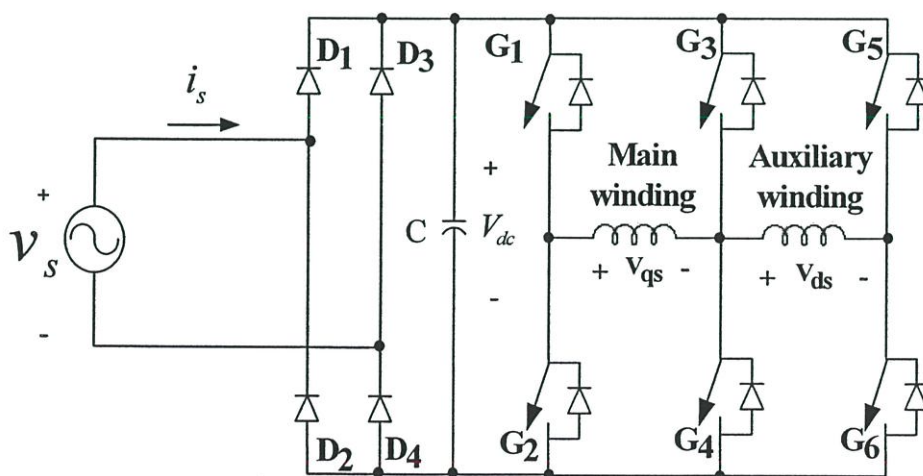 D1
D3
G1
G3
G5
i_s
Main
winding
Auxiliary
winding
+
v_s
-
C
+
V_dc
-
+ V_qs -
+ V_ds -
D2
D4
G2
G4
G6